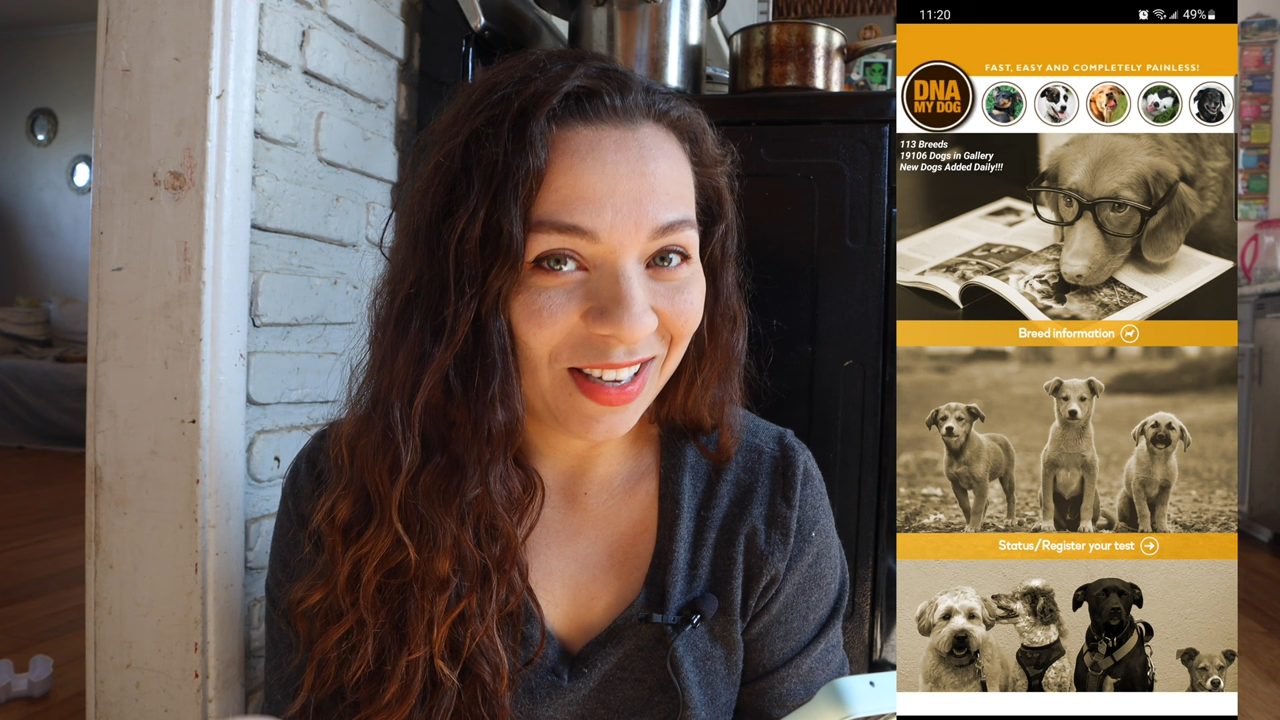 11:20
49%
FAST, EASY AND COMPLETELY PAINLESS!
DNA
MY DOG
113 Breeds
19106 Dogs in Gallery
New Dogs Added Daily!!!
Breed information
Status/Register your test